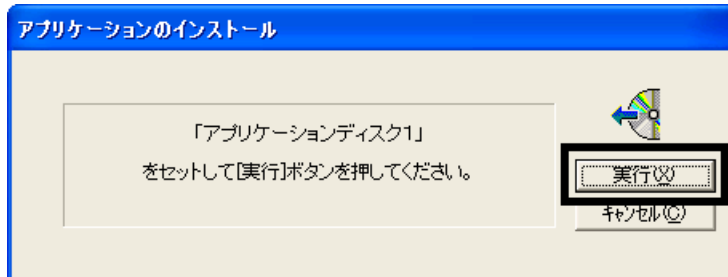 アプリケーションのインストール
「アプリケーションディスク1」
をセットして[実行]ボタンを押してください。
実行(X)
キャンセル(C)